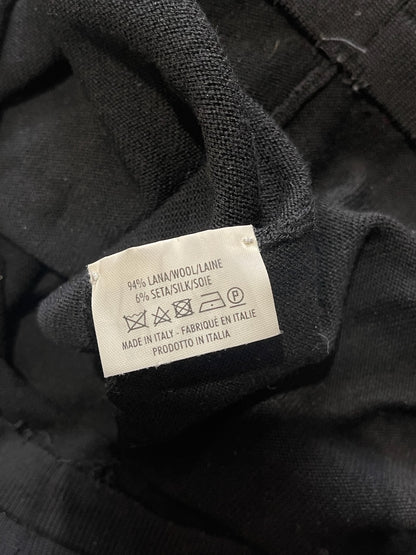 94% LANA/WOOL/LAINE
6% SETA/SILK/SOIE
P
MADE IN ITALY - FABRIQUÉ EN ITALIE
PRODOTTO IN ITALIA